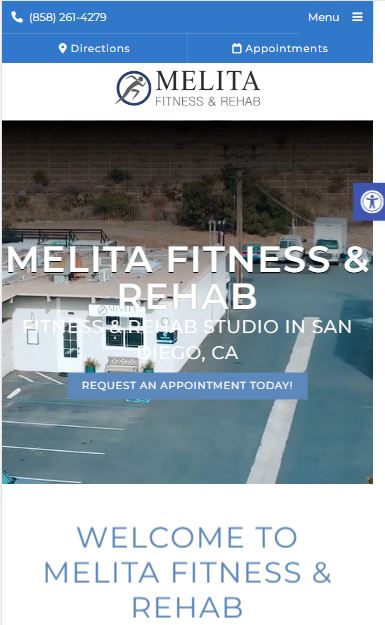 (858) 261-4279
Menu
Directions
Appointments
MELITA
FITNESS & REHAB
MELITA FITNESS &
REHAB
FITNESS & REHAB STUDIO IN SAN
DIEGO, CA
REQUEST AN APPOINTMENT TODAY!
WELCOME TO
MELITA FITNESS &
REHAB